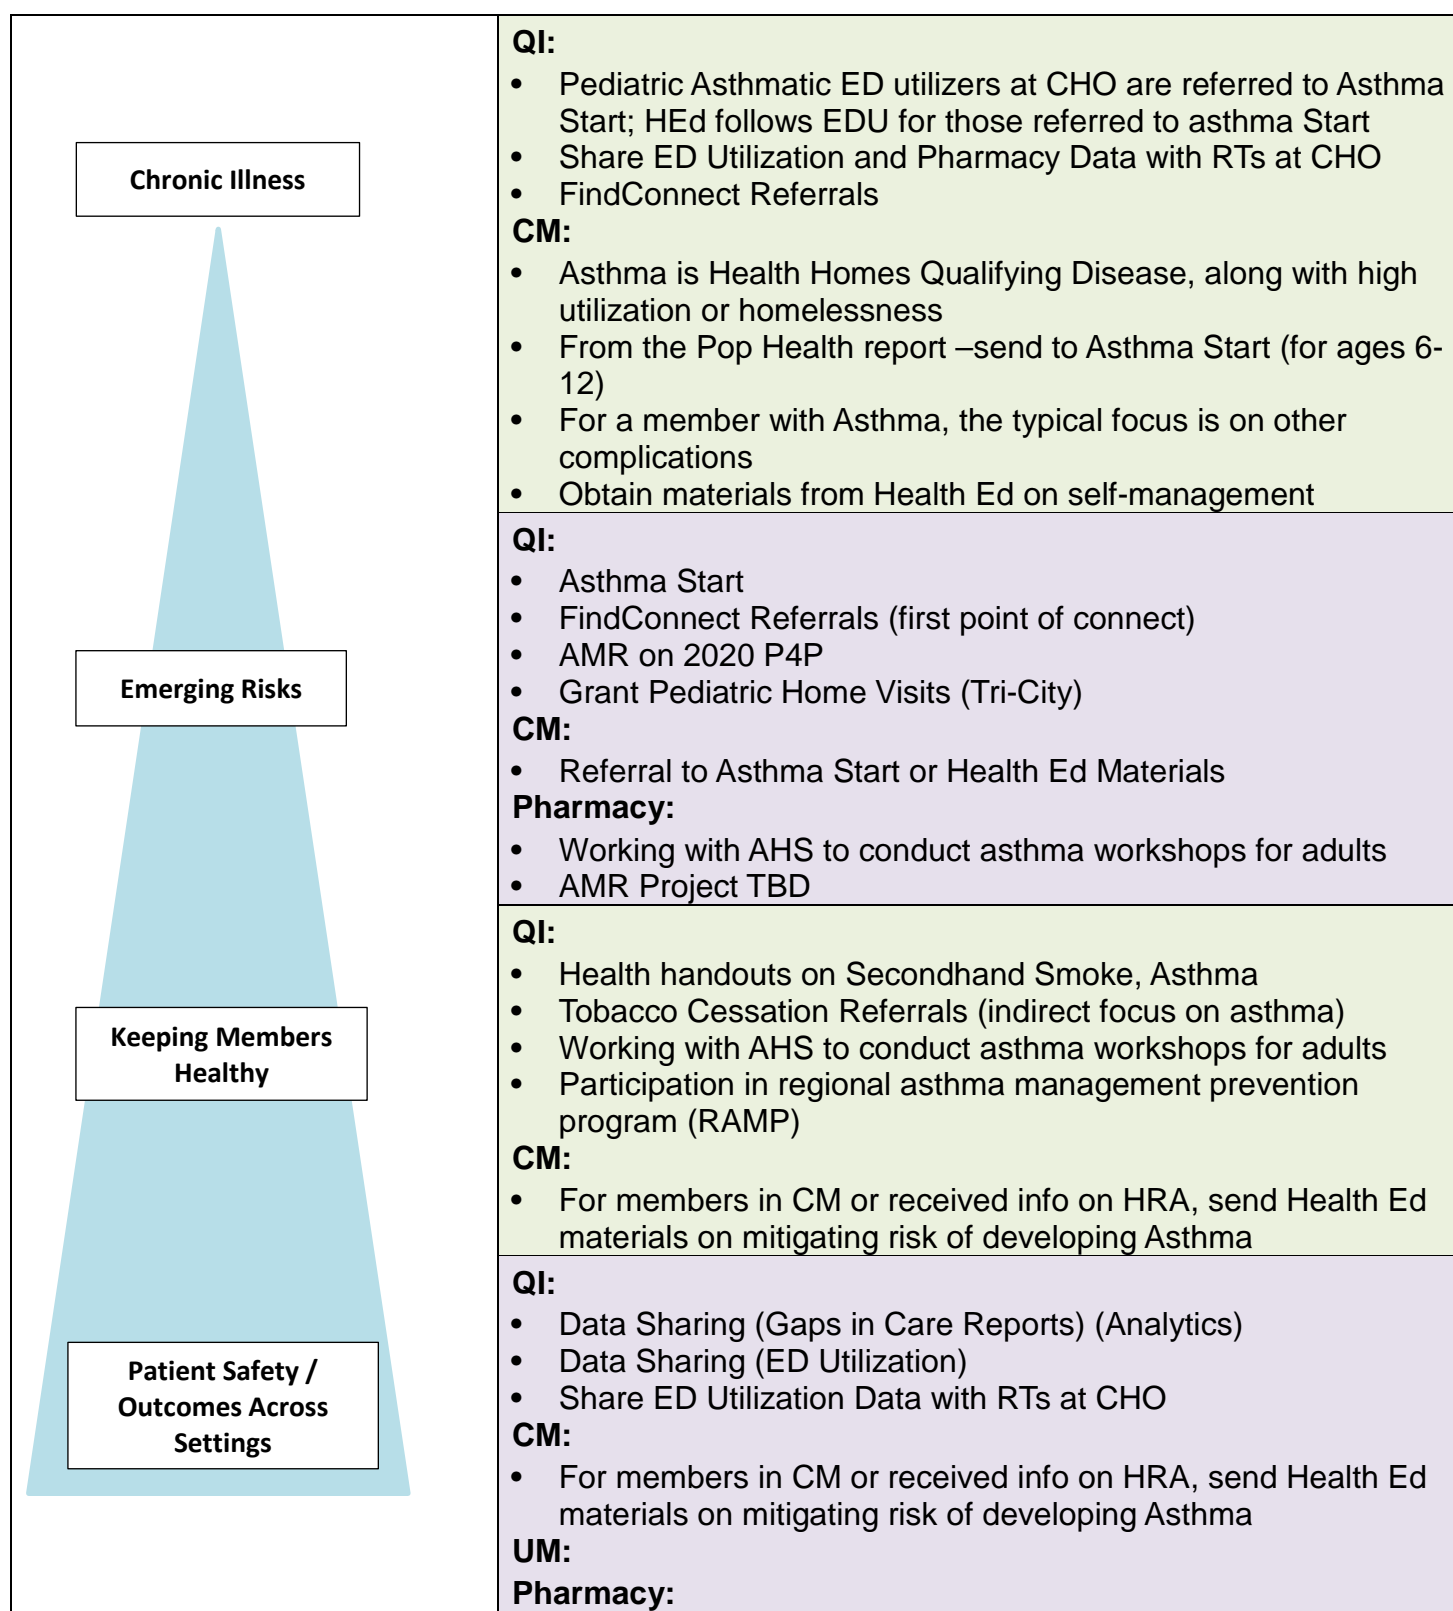 Chronic Illness
QI:
• Pediatric Asthmatic ED utilizers at CHO are referred to Asthma
Start; HEd follows EDU for those referred to asthma Start
• Share ED Utilization and Pharmacy Data with RTs at CHO
• FindConnect Referrals
CM:
• Asthma is Health Homes Qualifying Disease, along with high
utilization or homelessness
• From the Pop Health report –send to Asthma Start (for ages 6-
12)
• For a member with Asthma, the typical focus is on other
complications
• Obtain materials from Health Ed on self-management
Emerging Risks
QI:
• Asthma Start
• FindConnect Referrals (first point of connect)
• AMR on 2020 P4P
• Grant Pediatric Home Visits (Tri-City)
CM:
• Referral to Asthma Start or Health Ed Materials
Pharmacy:
• Working with AHS to conduct asthma workshops for adults
• AMR Project TBD
Keeping Members
Healthy
QI:
• Health handouts on Secondhand Smoke, Asthma
• Tobacco Cessation Referrals (indirect focus on asthma)
• Working with AHS to conduct asthma workshops for adults
• Participation in regional asthma management prevention
program (RAMP)
CM:
• For members in CM or received info on HRA, send Health Ed
materials on mitigating risk of developing Asthma
Patient Safety /
Outcomes Across
Settings
QI:
• Data Sharing (Gaps in Care Reports) (Analytics)
• Data Sharing (ED Utilization)
• Share ED Utilization Data with RTs at CHO
CM:
• For members in CM or received info on HRA, send Health Ed
materials on mitigating risk of developing Asthma
UM:
Pharmacy: